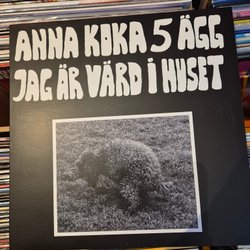 ANNA KOKA 5 ÄGG
JAG ÄR VÄRD I HUSET